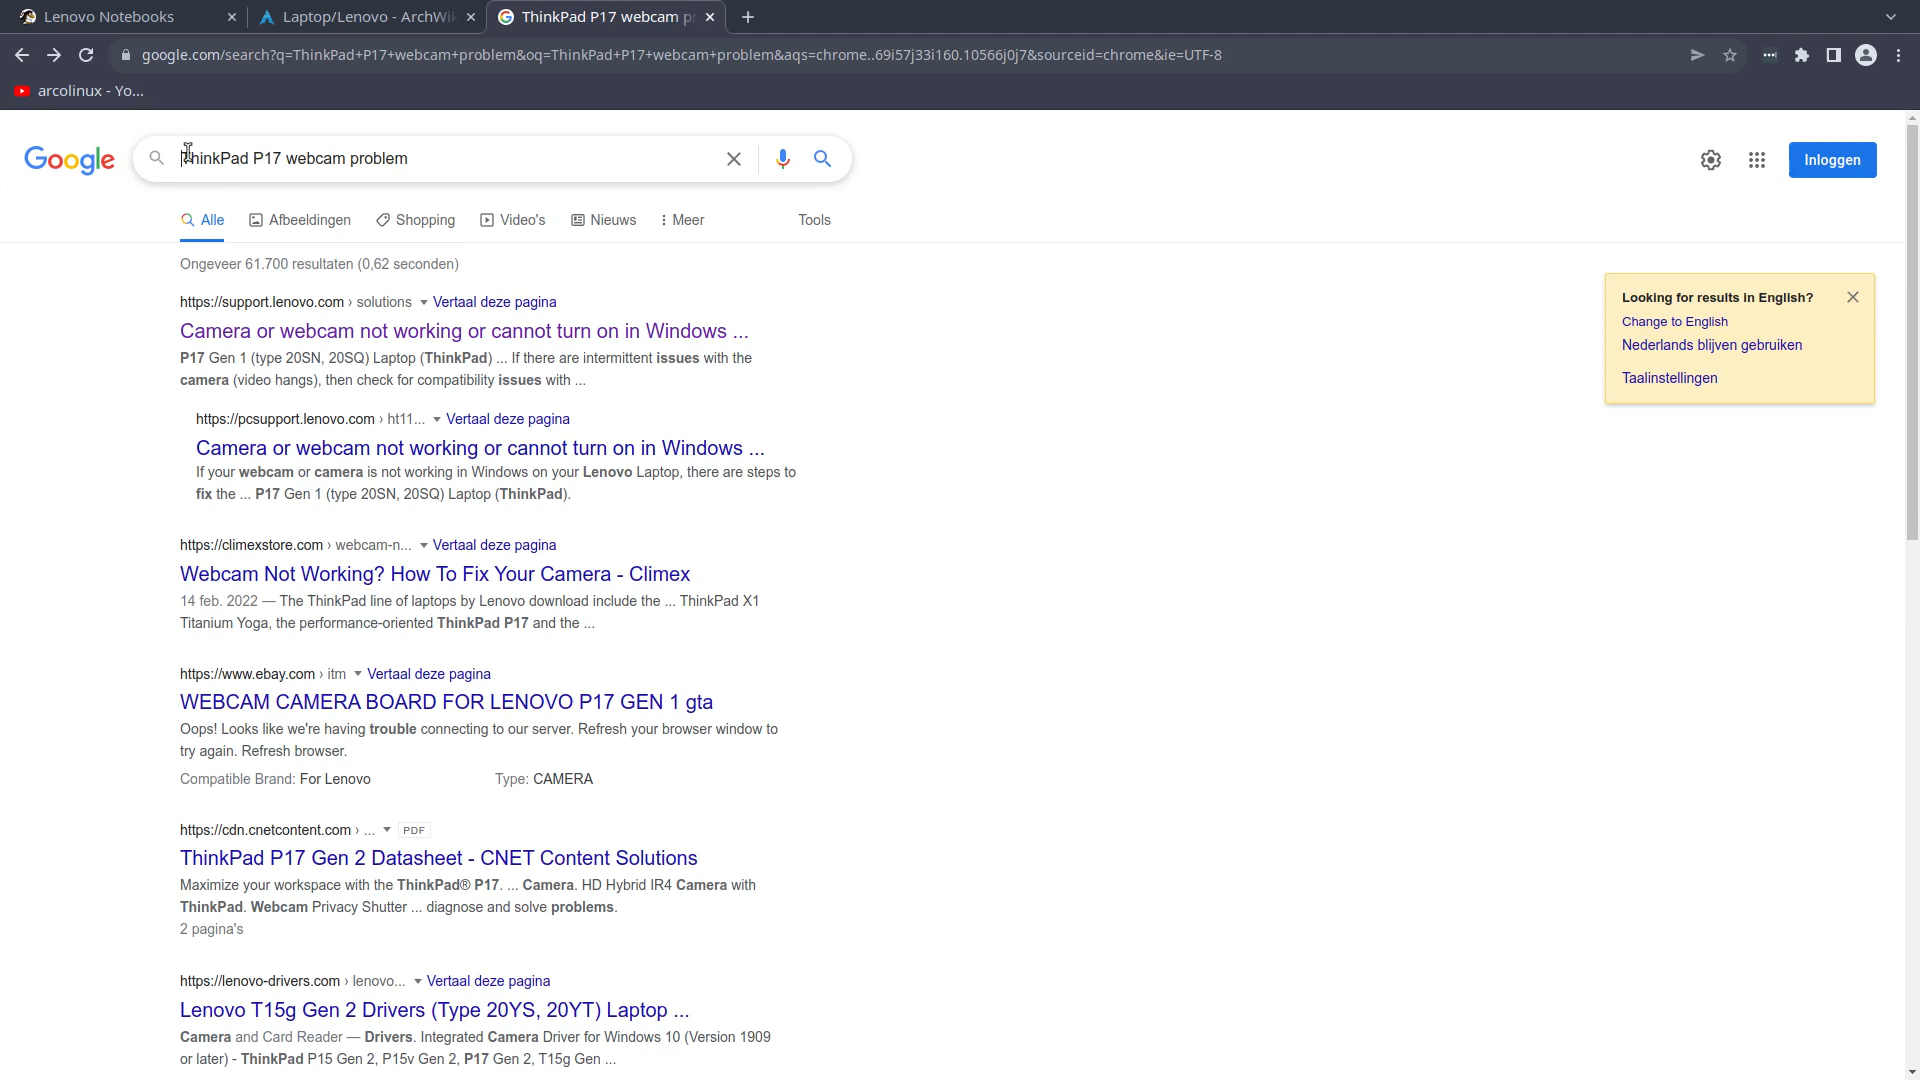 Lenovo Notebooks
Laptop/Lenovo - ArchWi
ThinkPad P17 webcam p
google.com/search?q=ThinkPad+P17+webcam+problem&oq=ThinkPad+P17+webcam+problem&aqs=chrome..69i57j33i160.10566j0j7&sourceid=chrome&ie=UTF-8
arcolinux - Yo...
Google
ThinkPad P17 webcam problem
Inloggen
Alle
Afbeeldingen
Shopping
Video's
Nieuws
Meer
Tools
Ongeveer 61.700 resultaten (0,62 seconden)
Looking for results in English?
Change to English
Nederlands blijven gebruiken
Taalinstellingen
https://support.lenovo.com › solutions Vertaal deze pagina
Camera or webcam not working or cannot turn on in Windows ...
P17 Gen 1 (type 20SN, 20SQ) Laptop (ThinkPad) ... If there are intermittent issues with the
camera (video hangs), then check for compatibility issues with ...
https://pcsupport.lenovo.com › ht11... Vertaal deze pagina
Camera or webcam not working or cannot turn on in Windows ...
If your webcam or camera is not working in Windows on your Lenovo Laptop, there are steps to
fix the ... P17 Gen 1 (type 20SN, 20SQ) Laptop (ThinkPad).
https://climexstore.com › webcam-n... Vertaal deze pagina
Webcam Not Working? How To Fix Your Camera - Climex
14 feb. 2022 — The ThinkPad line of laptops by Lenovo download include the ... ThinkPad X1
Titanium Yoga, the performance-oriented ThinkPad P17 and the ...
https://www.ebay.com › itm Vertaal deze pagina
WEBCAM CAMERA BOARD FOR LENOVO P17 GEN 1 gta
Oops! Looks like we're having trouble connecting to our server. Refresh your browser window to
try again. Refresh browser.
Compatible Brand: For Lenovo Type: CAMERA
https://cdn.cnetcontent.com › ... PDF
ThinkPad P17 Gen 2 Datasheet - CNET Content Solutions
Maximize your workspace with the ThinkPad® P17. ... Camera. HD Hybrid IR4 Camera with
ThinkPad. Webcam Privacy Shutter ... diagnose and solve problems.
2 pagina's
https://lenovo-drivers.com › lenovo... Vertaal deze pagina
Lenovo T15g Gen 2 Drivers (Type 20YS, 20YT) Laptop ...
Camera and Card Reader — Drivers. Integrated Camera Driver for Windows 10 (Version 1909
or later) - ThinkPad P15 Gen 2, P15v Gen 2, P17 Gen 2, T15g Gen ...